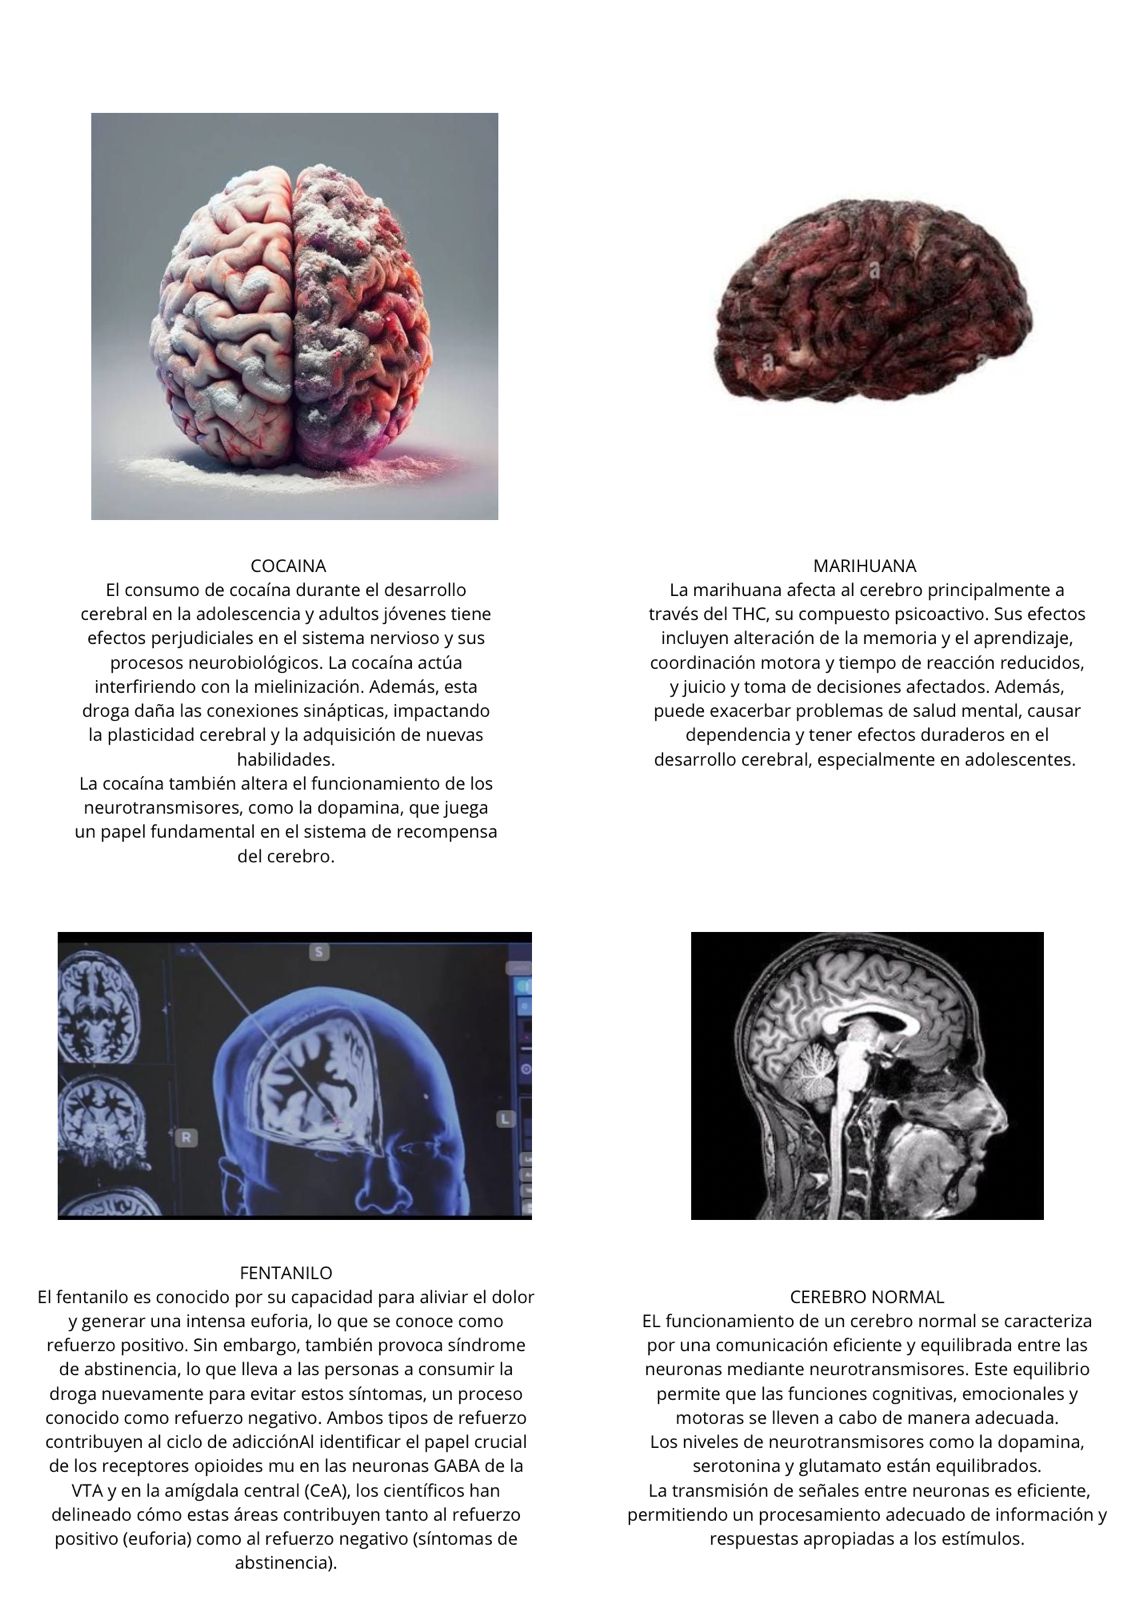 a
a
a
COCAINA
El consumo de cocaína durante el desarrollo
cerebral en la adolescencia y adultos jóvenes tiene
efectos perjudiciales en el sistema nervioso y sus
procesos neurobiológicos. La cocaína actúa
interfiriendo con la mielinización. Además, esta
droga daña las conexiones sinápticas, impactando
la plasticidad cerebral y la adquisición de nuevas
habilidades.
La cocaína también altera el funcionamiento de los
neurotransmisores, como la dopamina, que juega
un papel fundamental en el sistema de recompensa
del cerebro.
MARIHUANA
La marihuana afecta al cerebro principalmente a
través del THC, su compuesto psicoactivo. Sus efectos
incluyen alteración de la memoria y el aprendizaje,
coordinación motora y tiempo de reacción reducidos,
y juicio y toma de decisiones afectados. Además,
puede exacerbar problemas de salud mental, causar
dependencia y tener efectos duraderos en el
desarrollo cerebral, especialmente en adolescentes.
S
R
L
FENTANILO
El fentanilo es conocido por su capacidad para aliviar el dolor
y generar una intensa euforia, lo que se conoce como
refuerzo positivo. Sin embargo, también provoca síndrome
de abstinencia, lo que lleva a las personas a consumir la
droga nuevamente para evitar estos síntomas, un proceso
conocido como refuerzo negativo. Ambos tipos de refuerzo
contribuyen al ciclo de adicciónAl identificar el papel crucial
de los receptores opioides mu en las neuronas GABA de la
VTA y en la amígdala central (CeA), los científicos han
delineado cómo estas áreas contribuyen tanto al refuerzo
positivo (euforia) como al refuerzo negativo (síntomas de
abstinencia).
CEREBRO NORMAL
EL funcionamiento de un cerebro normal se caracteriza
por una comunicación eficiente y equilibrada entre las
neuronas mediante neurotransmisores. Este equilibrio
permite que las funciones cognitivas, emocionales y
motoras se lleven a cabo de manera adecuada.
Los niveles de neurotransmisores como la dopamina,
serotonina y glutamato están equilibrados.
La transmisión de señales entre neuronas es eficiente,
permitiendo un procesamiento adecuado de información y
respuestas apropiadas a los estímulos.